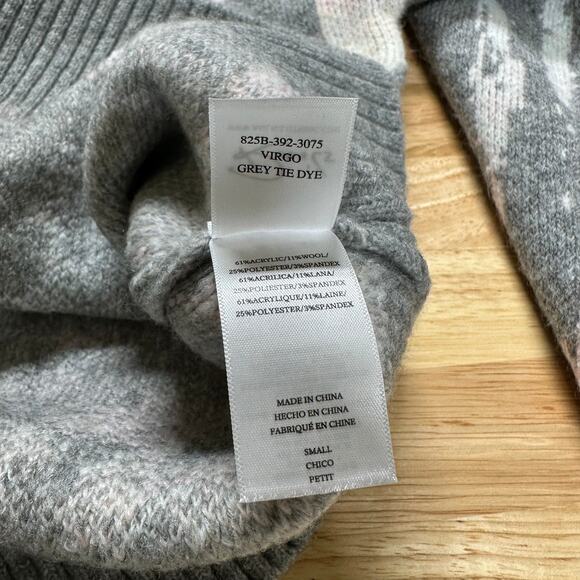 825B-392-3075
VIRGO
GREY TIE DYE
61%ACRYLIC/11%WOOL/
25%POLYESTER/3%SPANDEX
61%ACRILICA/11%LANA/
25%POLIESTER/3%SPANDEX
61%ACRYLIQUE/11%LAINE/
25%POLYESTER/3%SPANDEX
MADE IN CHINA
HECHO EN CHINA
FABRIQUÉ EN CHINE
SMALL
CHICO
PETIT